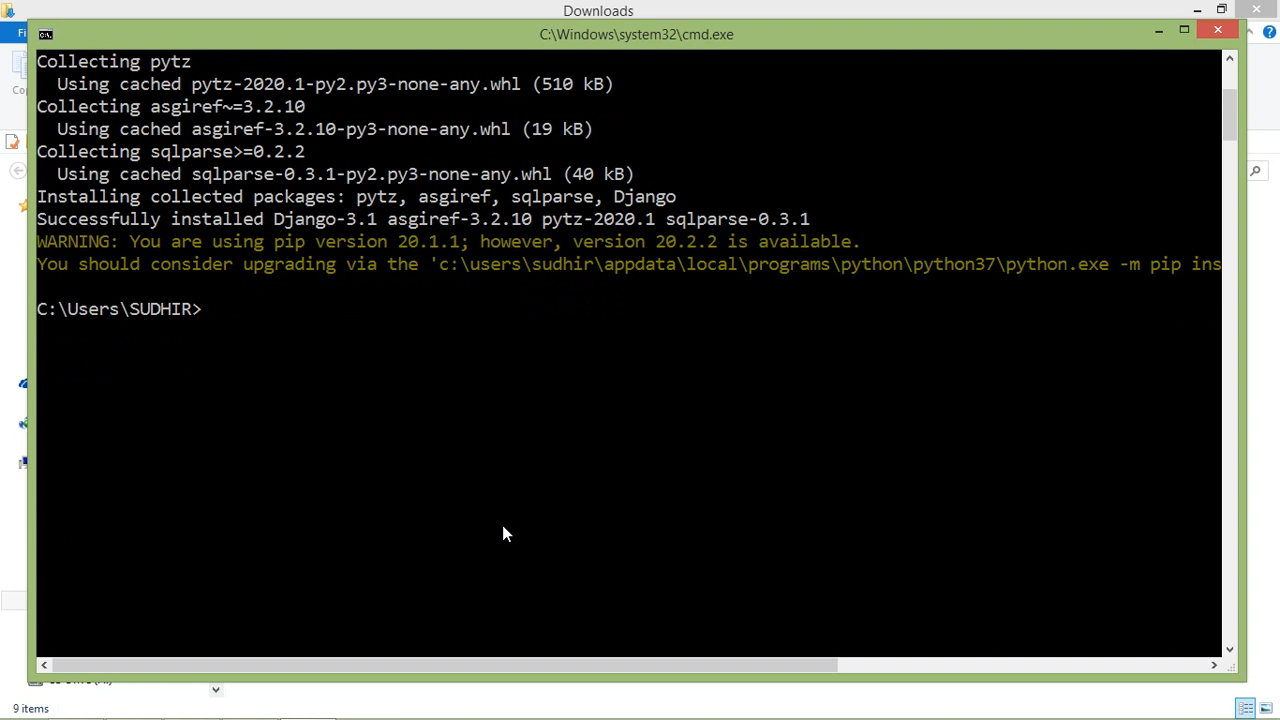 Downloads
C:\Windows\system32\cmd.exe
Collecting pytz
Using cached pytz-2020.1-py2.py3-none-any.whl (510 kB)
Collecting asgiref~=3.2.10
Using cached asgiref-3.2.10-py3-none-any.whl (19 kB)
Collecting sqlparse>=0.2.2
Using cached sqlparse-0.3.1-py2.py3-none-any.whl (40 kB)
Installing collected packages: pytz, asgiref, sqlparse, Django
Successfully installed Django-3.1 asgiref-3.2.10 pytz-2020.1 sqlparse-0.3.1
WARNING: You are using pip version 20.1.1; however, version 20.2.2 is available.
You should consider upgrading via the 'c:\users\sudhir\appdata\local\programs\python\python37\python.exe -m pip ins
C:\Users\SUDHIR>
9 items